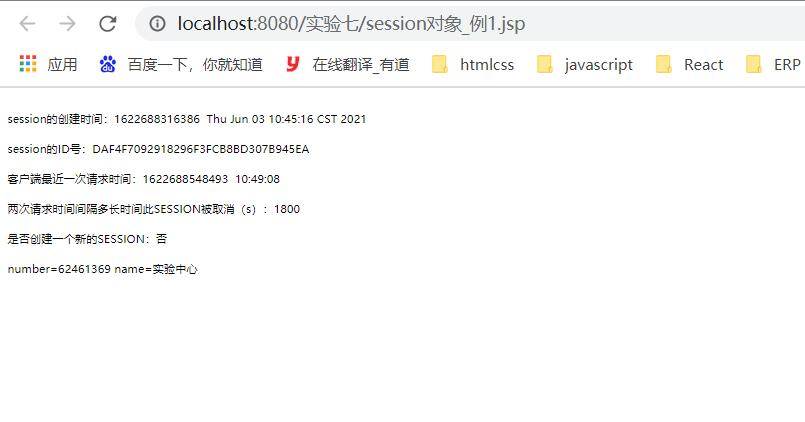 localhost:8080/实验七/session对象_例1.jsp
应用 百度一下，你就知道 在线翻译_有道 htmlcss javascript React ERP
session的创建时间：1622688316386 Thu Jun 03 10:45:16 CST 2021
session的ID号：DAF4F7092918296F3FCB8BD307B945EA
客户端最近一次请求时间：1622688548493 10:49:08
两次请求时间间隔多长时间此SESSION被取消（s）：1800
是否创建一个新的SESSION：否
number=62461369 name=实验中心